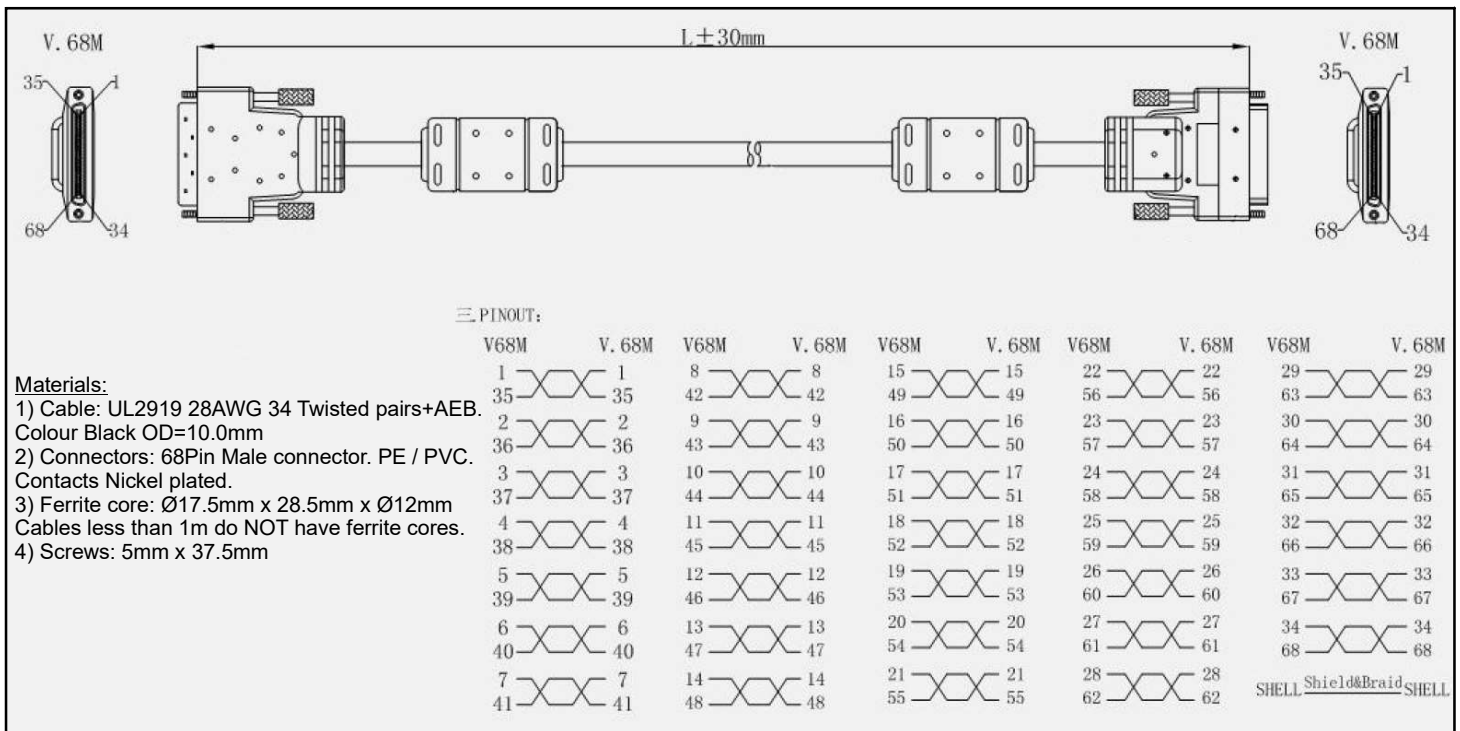 V. 68M
L±30mm
V. 68M
35
1
35
1
68
34
68
34
三.PINOUT:
V68M V. 68M V68M V. 68M V68M V. 68M V68M V. 68M V68M V. 68M
1 1 8 8 15 15 22 22 29 29
35 35 42 42 49 49 56 56 63 63
2 2 9 9 16 16 23 23 30 30
36 36 43 43 50 50 57 57 64 64
3 3 10 10 17 17 24 24 31 31
37 37 44 44 51 51 58 58 65 65
4 4 11 11 18 18 25 25 32 32
38 38 45 45 52 52 59 59 66 66
5 5 12 12 19 19 26 26 33 33
39 39 46 46 53 53 60 60 67 67
6 6 13 13 20 20 27 27 34 34
40 40 47 47 54 54 61 61 68 68
7 7 14 14 21 21 28 28
41 41 48 48 55 55 62 62
SHELL Shield&Braid SHELL
Materials:
1) Cable: UL2919 28AWG 34 Twisted pairs+AEB.
Colour Black OD=10.0mm
2) Connectors: 68Pin Male connector. PE / PVC.
Contacts Nickel plated.
3) Ferrite core: Ø17.5mm x 28.5mm x Ø12mm
Cables less than 1m do NOT have ferrite cores.
4) Screws: 5mm x 37.5mm